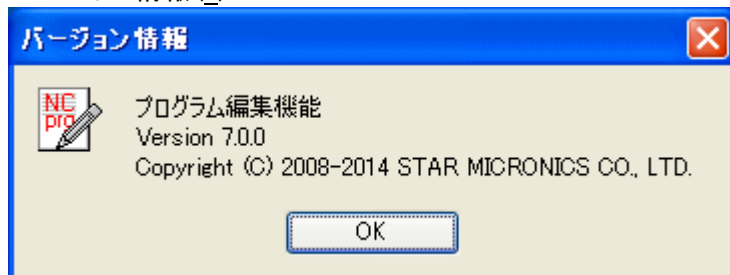 バージョン情報
NC
pro
プログラム編集機能
Version 7.0.0
Copyright (C) 2008-2014 STAR MICRONICS CO., LTD.
OK